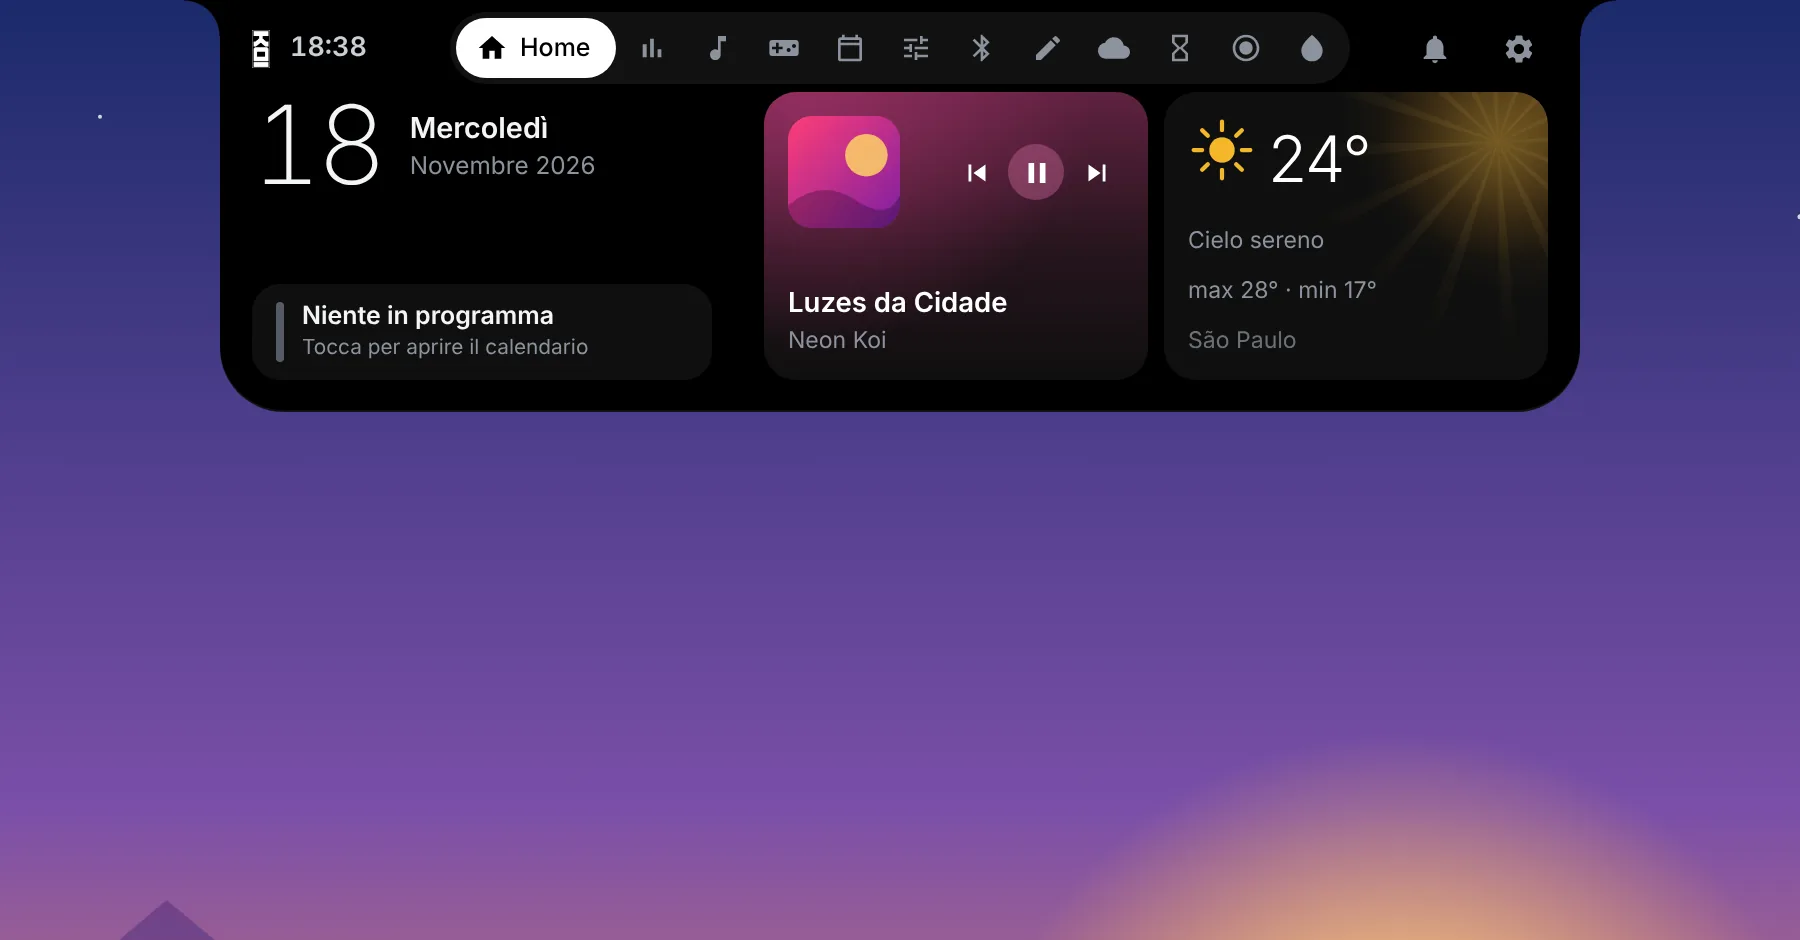 18:38
Home
18
Mercoledì
Novembre 2026
Niente in programma
Tocca per aprire il calendario
Luzes da Cidade
Neon Koi
24°
Cielo sereno
max 28° · min 17°
São Paulo